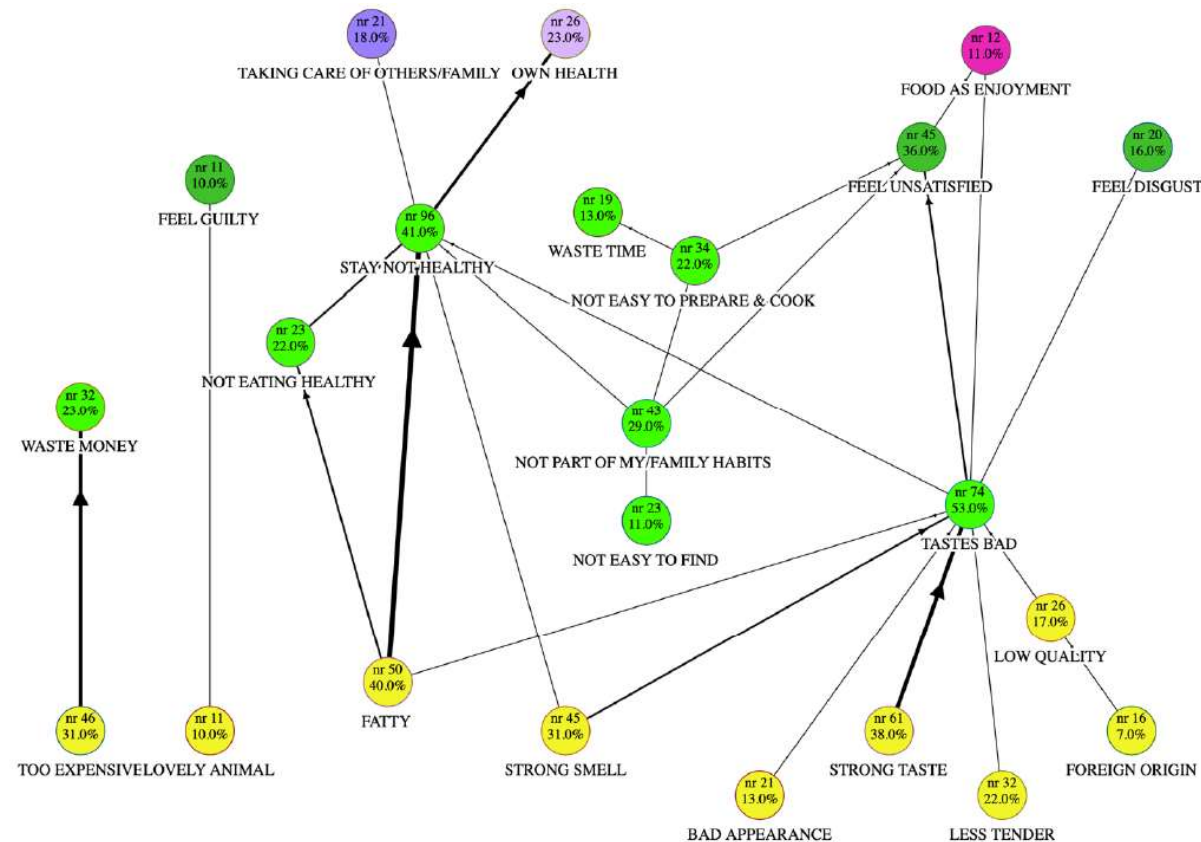 nr 21
18.0%
TAKING CARE OF OTHERS/FAMILY
nr 26
23.0%
OWN HEALTH
nr 12
11.0%
FOOD AS ENJOYMENT
nr 45
36.0%
FEEL UNSATISFIED
nr 20
16.0%
FEEL DISGUST
nr 11
10.0%
FEEL GUILTY
nr 96
41.0%
STAY NOT HEALTHY
nr 19
13.0%
WASTE TIME
nr 34
22.0%
NOT EASY TO PREPARE & COOK
nr 23
22.0%
NOT EATING HEALTHY
nr 32
23.0%
WASTE MONEY
nr 43
29.0%
NOT PART OF MY/FAMILY HABITS
nr 23
11.0%
NOT EASY TO FIND
nr 74
53.0%
TASTES BAD
nr 26
17.0%
LOW QUALITY
nr 50
40.0%
FATTY
nr 46
31.0%
TOO EXPENSIVE
nr 11
10.0%
LOVELY ANIMAL
nr 45
31.0%
STRONG SMELL
nr 61
38.0%
STRONG TASTE
nr 16
7.0%
FOREIGN ORIGIN
nr 21
13.0%
BAD APPEARANCE
nr 32
22.0%
LESS TENDER